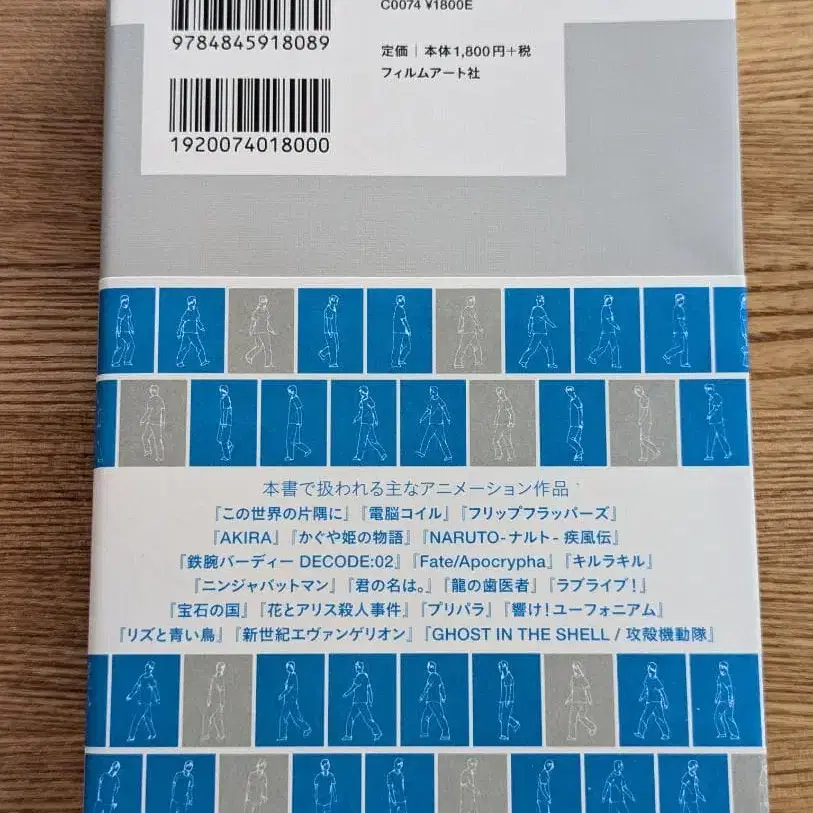 9784845918089
C0074 ¥1800E
定価｜本体1,800円+税
フィルムアート社
1920074018000
本書で扱われる主なアニメーション作品
『この世界の片隅に』『電脳コイル』『フリップフラッパーズ』
『AKIRA』『かぐや姫の物語』『NARUTO-ナルト- 疾風伝』
『鉄腕バーディー DECODE:02』『Fate/Apocrypha』『キルラキル』
『ニンジャバットマン』『君の名は。』『龍の歯医者』『ラブライブ！』
『宝石の国』『花とアリス殺人事件』『プリパラ』『響け！ユーフォニアム』
『リズと青い鳥』『新世紀エヴァンゲリオン』『GHOST IN THE SHELL / 攻殻機動隊』